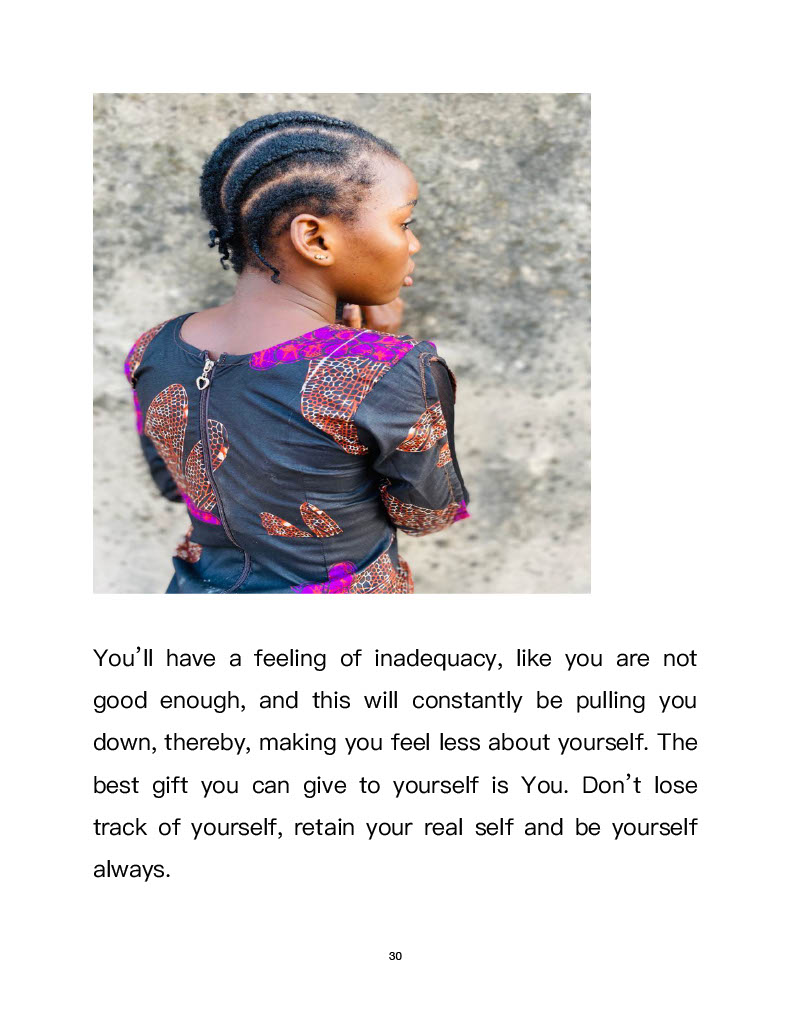 You’ll have a feeling of inadequacy, like you are not
good enough, and this will constantly be pulling you
down, thereby, making you feel less about yourself. The
best gift you can give to yourself is You. Don’t lose
track of yourself, retain your real self and be yourself
always.
30